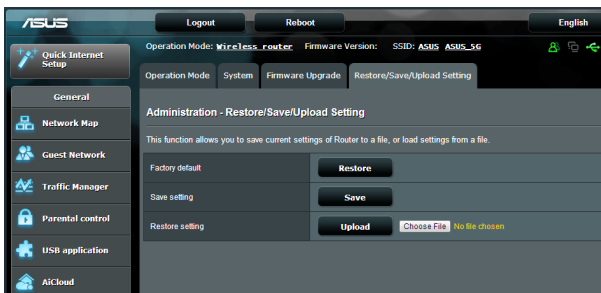 ASUS Logout Reboot English
Quick Internet Setup
Operation Mode: Wireless router Firmware Version: SSID: ASUS ASUS_5G
Operation Mode System Firmware Upgrade Restore/Save/Upload Setting
General
Network Map
Guest Network
Traffic Manager
Parental control
USB application
AiCloud
Administration - Restore/Save/Upload Setting
This function allows you to save current settings of Router to a file, or load settings from a file.
Factory default Restore
Save setting Save
Restore setting Upload Choose File No file chosen